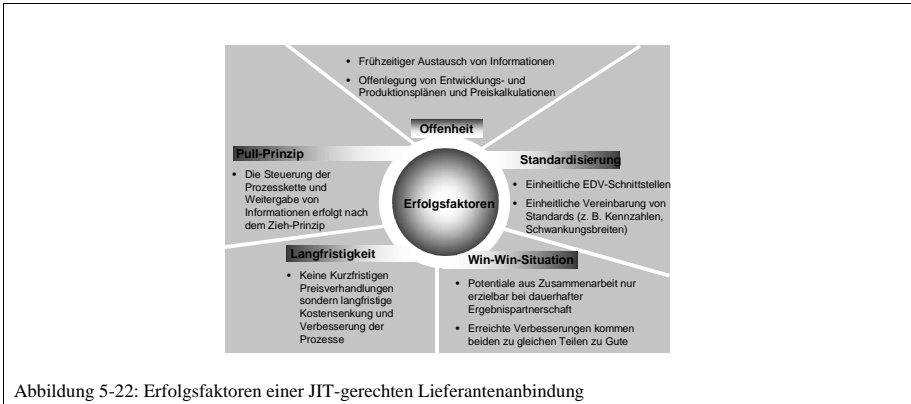 • Frühzeitiger Austausch von Informationen
• Offenlegung von Entwicklungs- und
Produktionsplänen und Preiskalkulationen
Offenheit
Pull-Prinzip
• Die Steuerung der
Prozesskette und
Weitergabe von
Informationen erfolgt nach
dem Zieh-Prinzip
Erfolgsfaktoren
Standardisierung
• Einheitliche EDV-Schnittstellen
• Einheitliche Vereinbarung von
Standards (z. B. Kennzahlen,
Schwankungsbreiten)
Langfristigkeit
• Keine Kurzfristigen
Preisverhandlungen
sondern langfristige
Kostensenkung und
Verbesserung der
Prozesse
Win-Win-Situation
• Potentiale aus Zusammenarbeit nur
erzielbar bei dauerhafter
Ergebnispartnerschaft
• Erreichte Verbesserungen kommen
beiden zu gleichen Teilen zu Gute
Abbildung 5-22: Erfolgsfaktoren einer JIT-gerechten Lieferantenanbindung